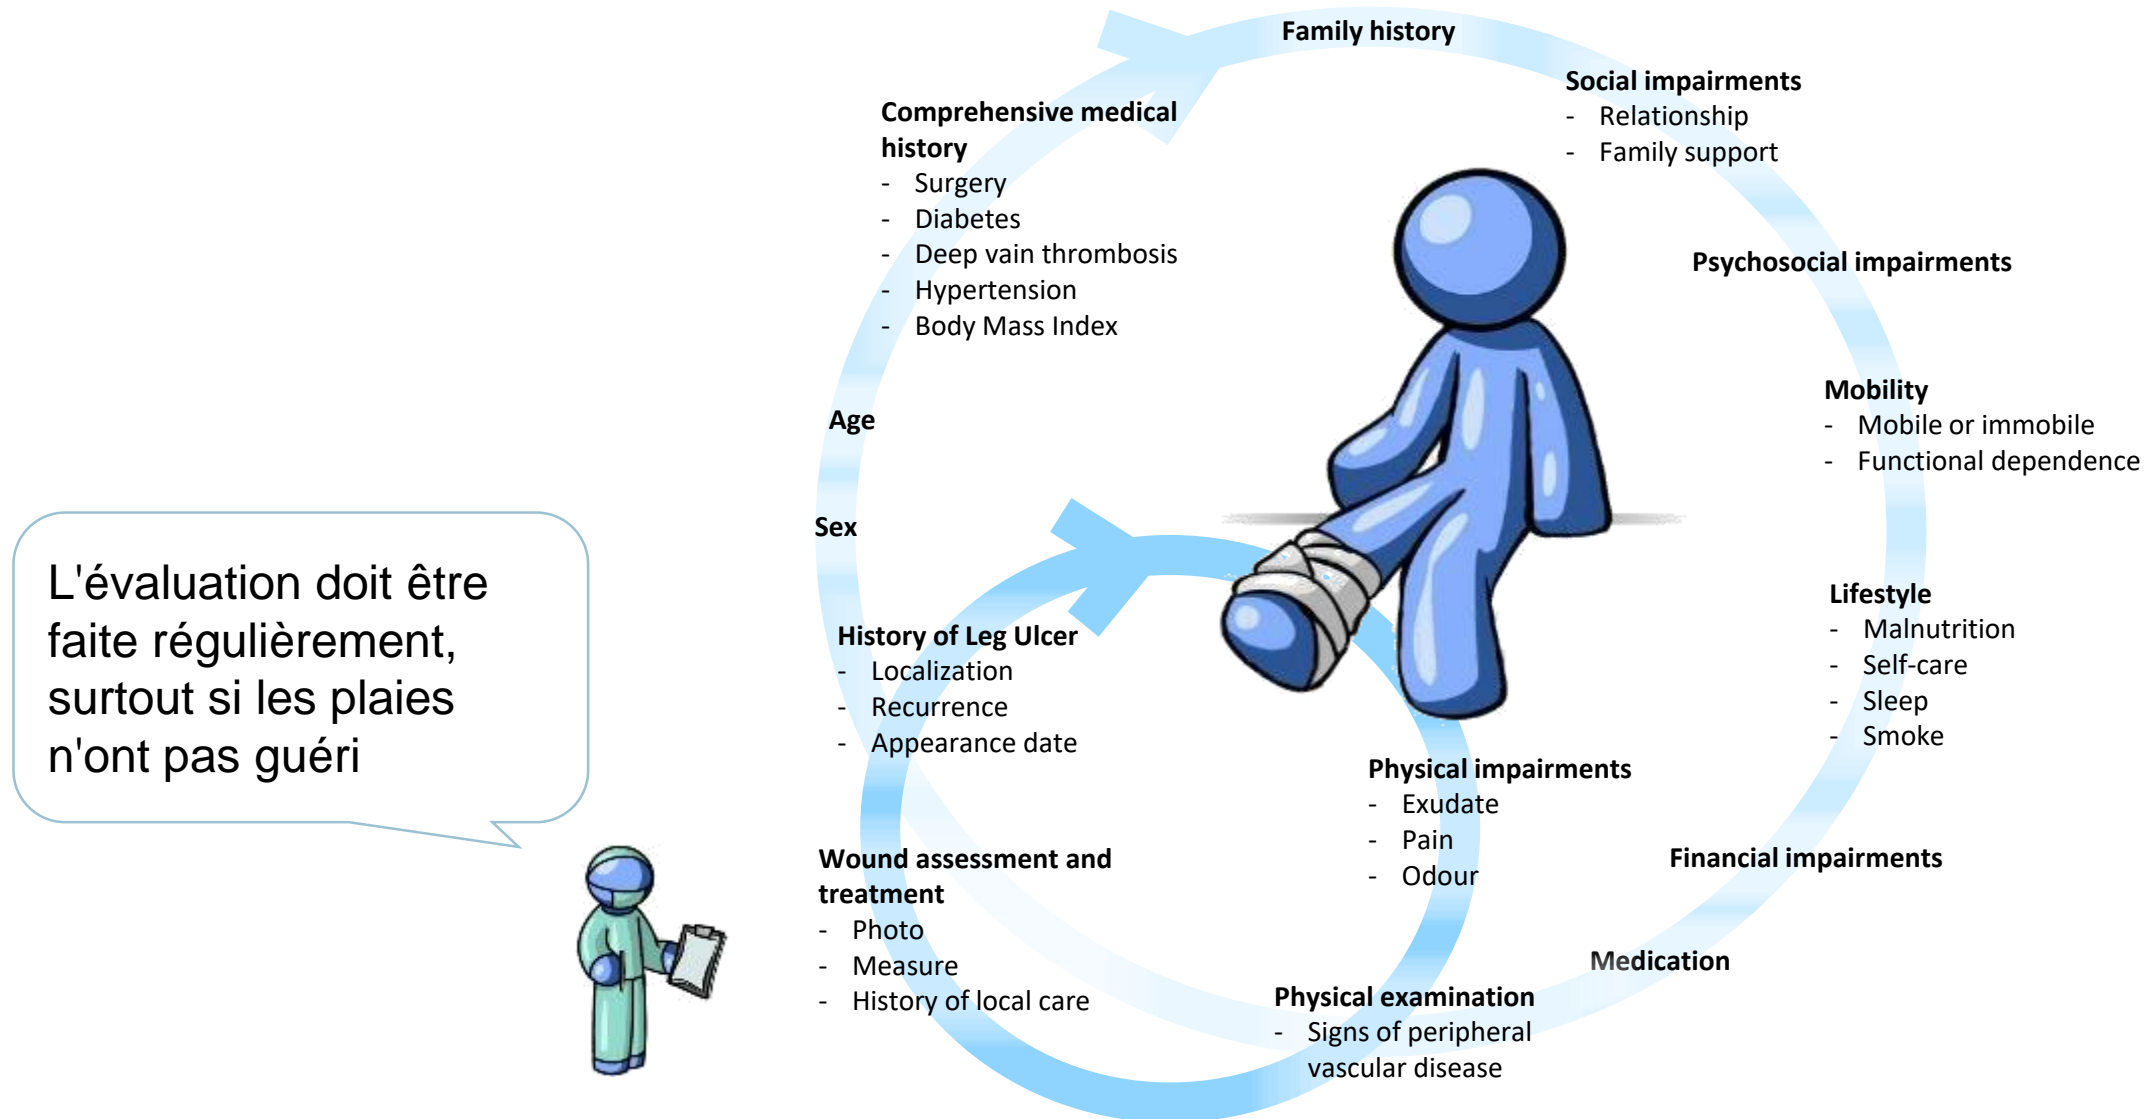 Family history
Social impairments
- Relationship
- Family support
Comprehensive medical
history
- Surgery
- Diabetes
- Deep vain thrombosis
- Hypertension
- Body Mass Index
Psychosocial impairments
Mobility
- Mobile or immobile
- Functional dependence
Age
Sex
L'évaluation doit être
faite régulièrement,
surtout si les plaies
n'ont pas guéri
History of Leg Ulcer
- Localization
- Recurrence
- Appearance date
Lifestyle
- Malnutrition
- Self-care
- Sleep
- Smoke
Physical impairments
- Exudate
- Pain
- Odour
Wound assessment and
treatment
- Photo
- Measure
- History of local care
Financial impairments
Medication
Physical examination
- Signs of peripheral
vascular disease